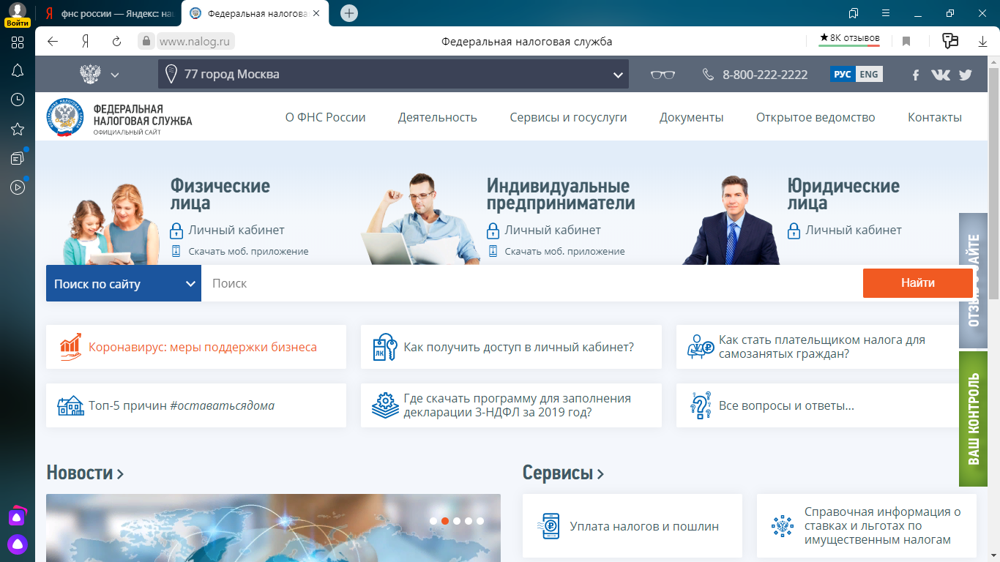 Войти
фнс россии — Яндекс: на
Федеральная налогова
www.nalog.ru
Федеральная налоговая служба
★ 8K отзывов
77 город Москва
8-800-222-2222
РУС ENG
ФЕДЕРАЛЬНАЯ
НАЛОГОВАЯ СЛУЖБА
ОФИЦИАЛЬНЫЙ САЙТ
О ФНС России
Деятельность
Сервисы и госуслуги
Документы
Открытое ведомство
Контакты
Физические
лица
Личный кабинет
Скачать моб. приложение
Индивидуальные
предприниматели
Личный кабинет
Скачать моб. приложение
Юридические
лица
Личный кабинет
Поиск по сайту
Поиск
Найти
Коронавирус: меры поддержки бизнеса
ЛК
Как получить доступ в личный кабинет?
Как стать плательщиком налога для
самозанятых граждан?
Топ-5 причин #оставатьсядома
Где скачать программу для заполнения
декларации 3-НДФЛ за 2019 год?
Все вопросы и ответы...
ВАШ КОНТРОЛЬ
Новости
Сервисы
Уплата налогов и пошлин
Справочная информация о
ставках и льготах по
имущественным налогам